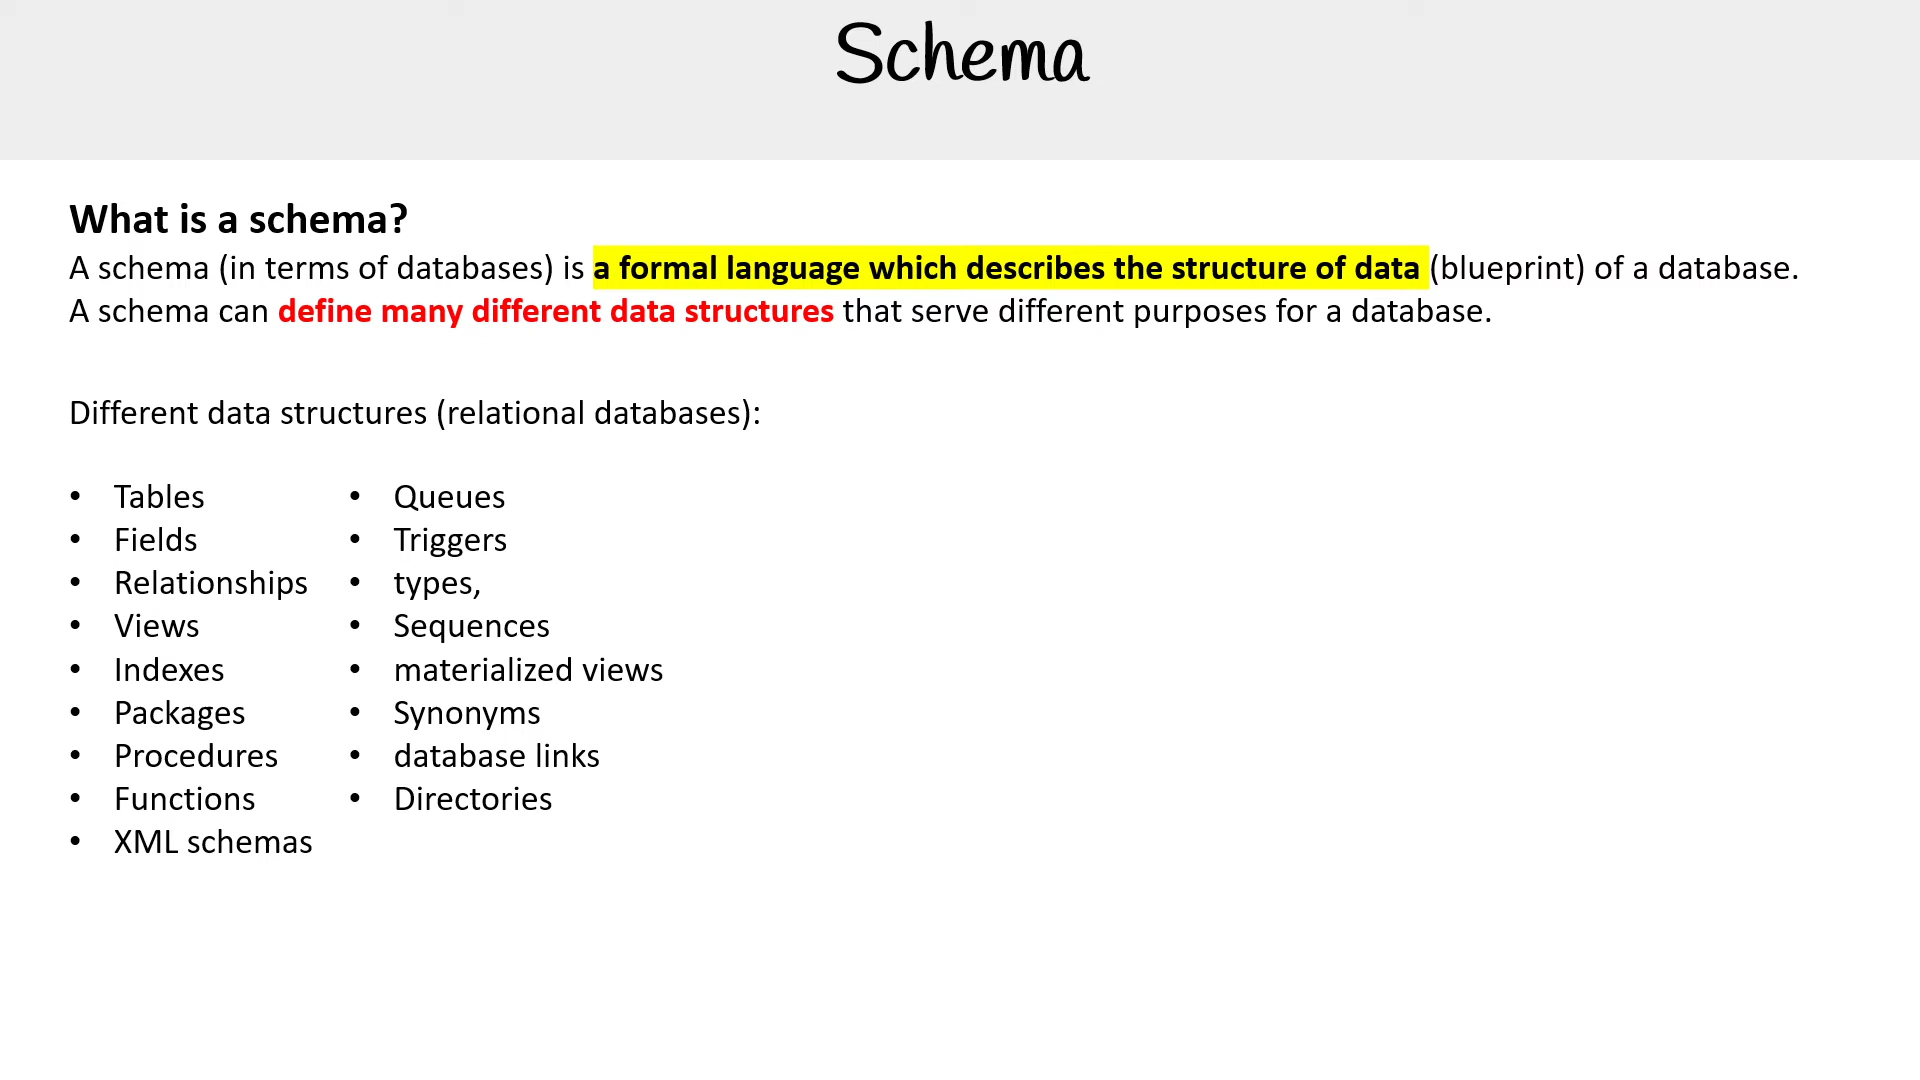 Schema
What is a schema?
A schema (in terms of databases) is a formal language which describes the structure of data (blueprint) of a database.
A schema can define many different data structures that serve different purposes for a database.
Different data structures (relational databases):
• Tables
• Fields
• Relationships
• Views
• Indexes
• Packages
• Procedures
• Functions
• XML schemas
• Queues
• Triggers
• types,
• Sequences
• materialized views
• Synonyms
• database links
• Directories